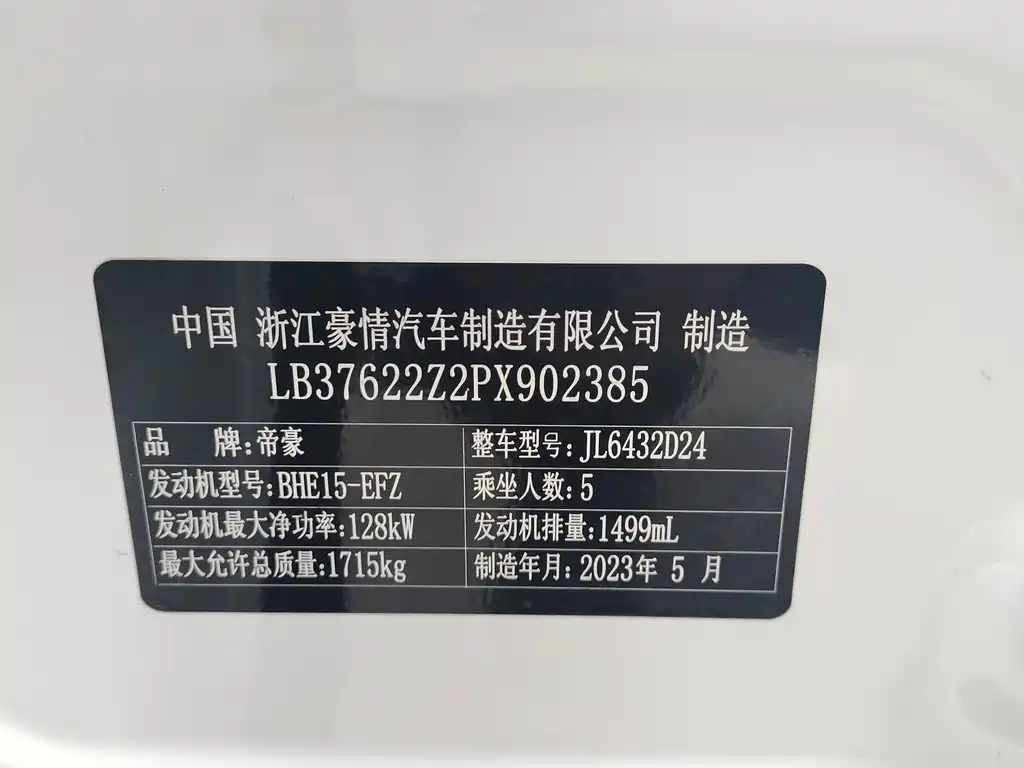 中国 浙江豪情汽车制造有限公司 制造
LB37622Z2PX902385
品 牌:帝豪 整车型号:JL6432D24
发动机型号:BHE15-EFZ 乘坐人数:5
发动机最大净功率:128kW 发动机排量:1499mL
最大允许总质量:1715kg 制造年月:2023年 5 月